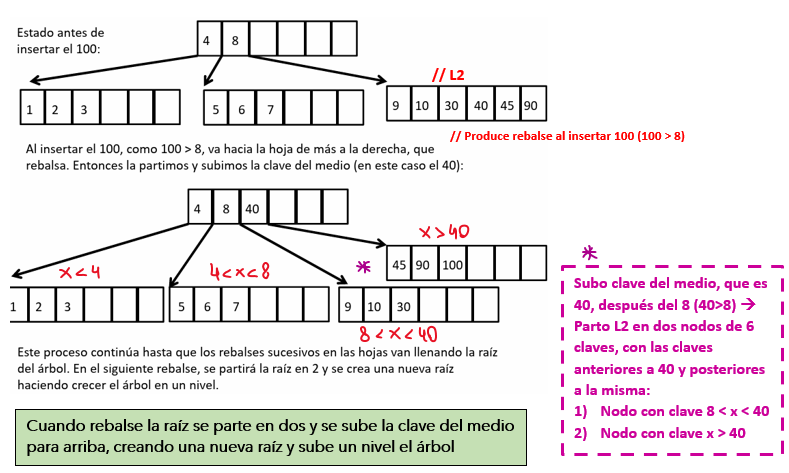 Estado antes de
insertar el 100:
4 8
// L2
1 2 3
5 6 7
9 10 30 40 45 90
// Produce rebalse al insertar 100 (100 > 8)
Al insertar el 100, como 100 > 8, va hacia la hoja de más a la derecha, que
rebalsa. Entonces la partimos y subimos la clave del medio (en este caso el 40):
4 8 40
x > 40
x < 4
4 < x < 8
*
45 90 100
1 2 3
5 6 7
9 10 30
8 < x < 40
*
Subo clave del medio, que es
40, después del 8 (40>8) →
Parto L2 en dos nodos de 6
claves, con las claves
anteriores a 40 y posteriores
a la misma:
1) Nodo con clave 8 < x < 40
2) Nodo con clave x > 40
Este proceso continúa hasta que los rebalses sucesivos en las hojas van llenando la raíz
del árbol. En el siguiente rebalse, se partirá la raíz en 2 y se crea una nueva raíz
haciendo crecer el árbol en un nivel.
Cuando rebalse la raíz se parte en dos y se sube la clave del medio
para arriba, creando una nueva raíz y sube un nivel el árbol